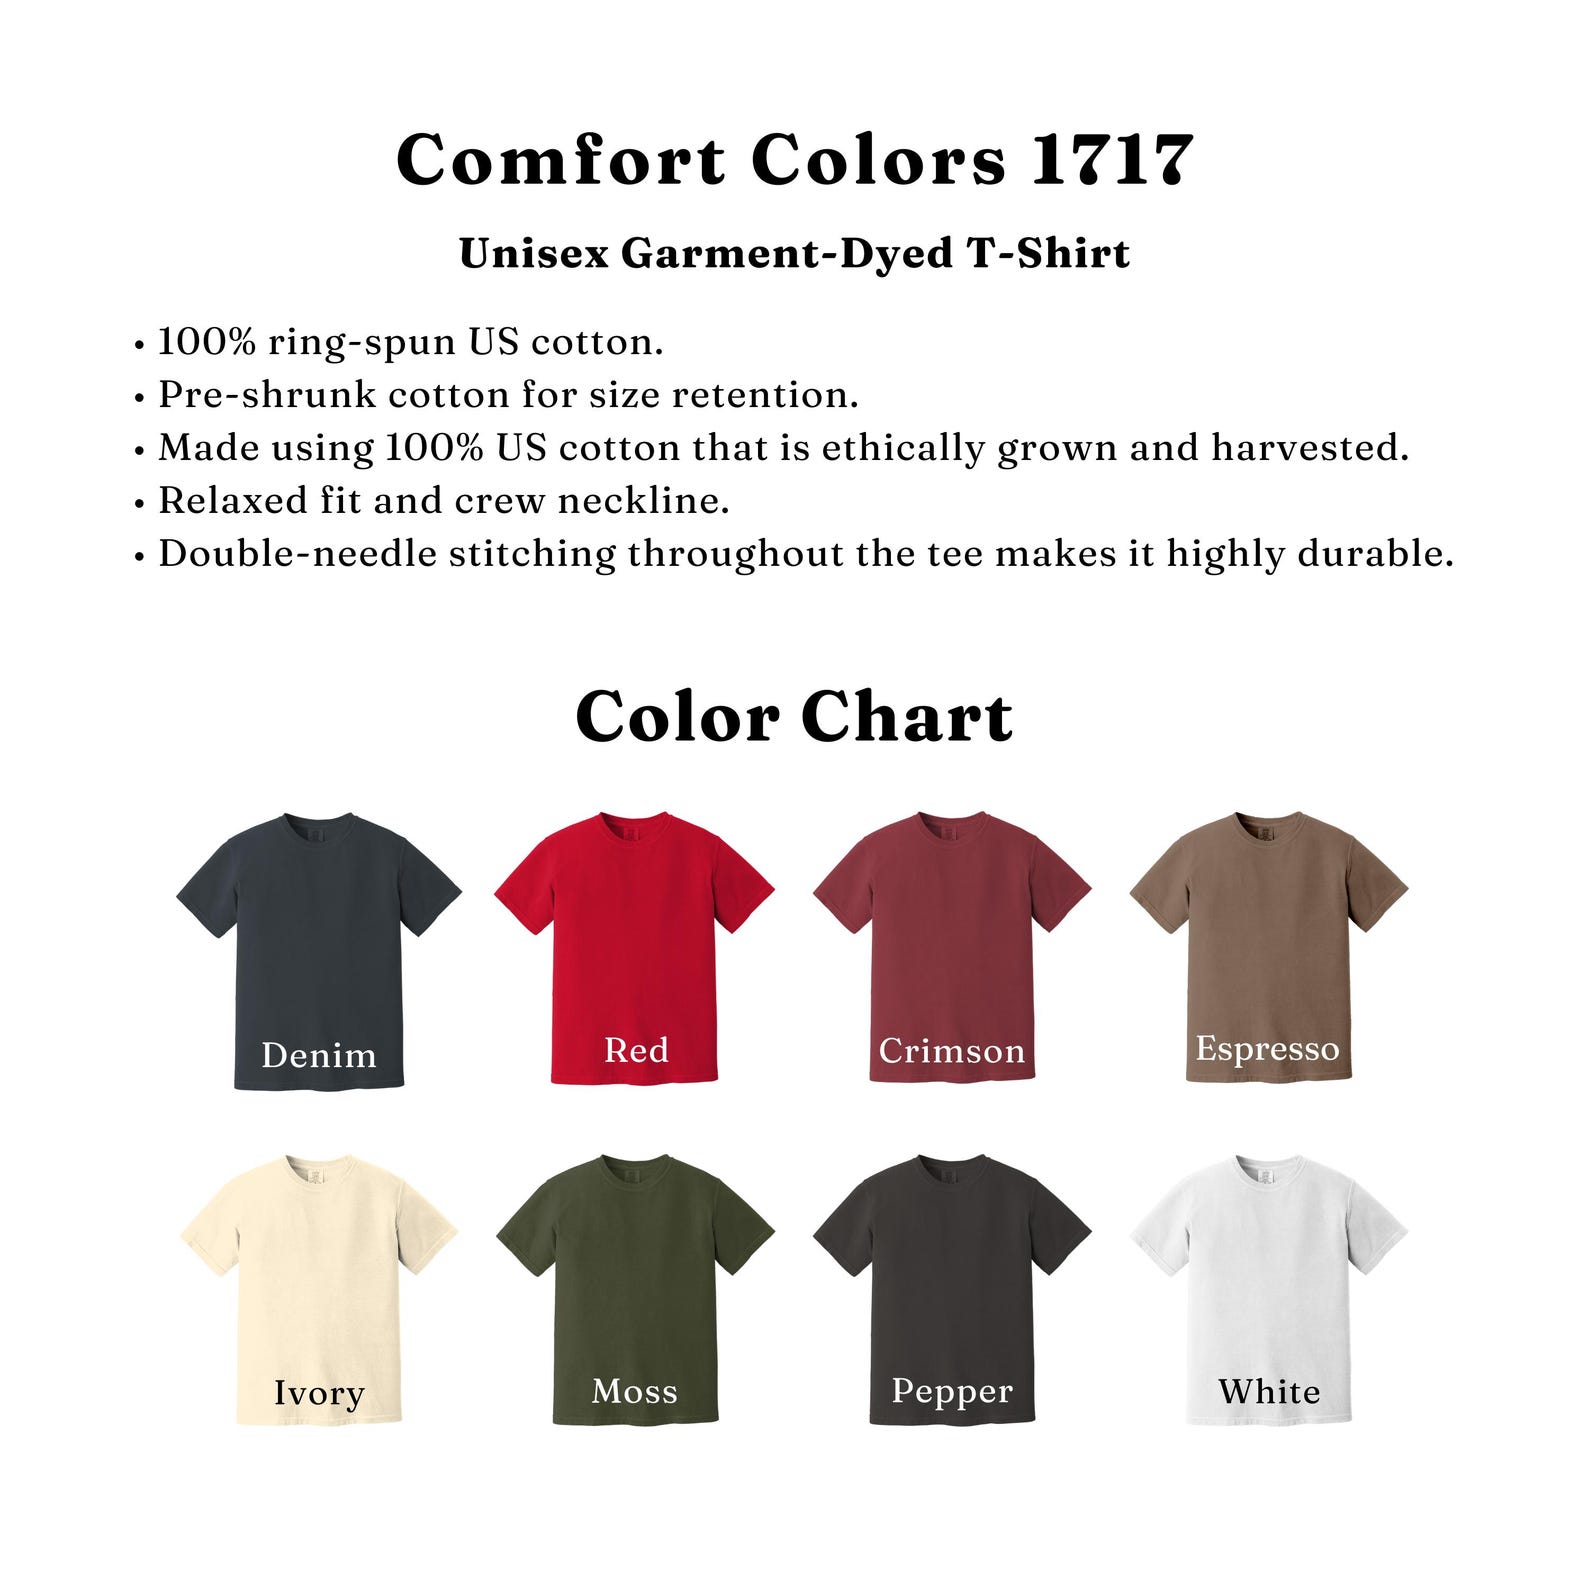 Comfort Colors 1717
Unisex Garment-Dyed T-Shirt
• 100% ring-spun US cotton.
• Pre-shrunk cotton for size retention.
• Made using 100% US cotton that is ethically grown and harvested.
• Relaxed fit and crew neckline.
• Double-needle stitching throughout the tee makes it highly durable.
Color Chart
Denim
Red
Crimson
Espresso
Ivory
Moss
Pepper
White